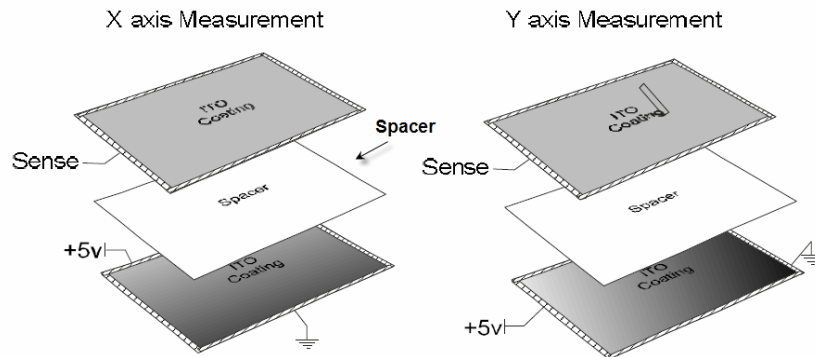 X axis Measurement
ITO
Coating
Spacer
Sense
Spacer
+5v
ITO
Coating
Y axis Measurement
ITO
Coating
Sense
Spacer
ITO
Coating
+5v